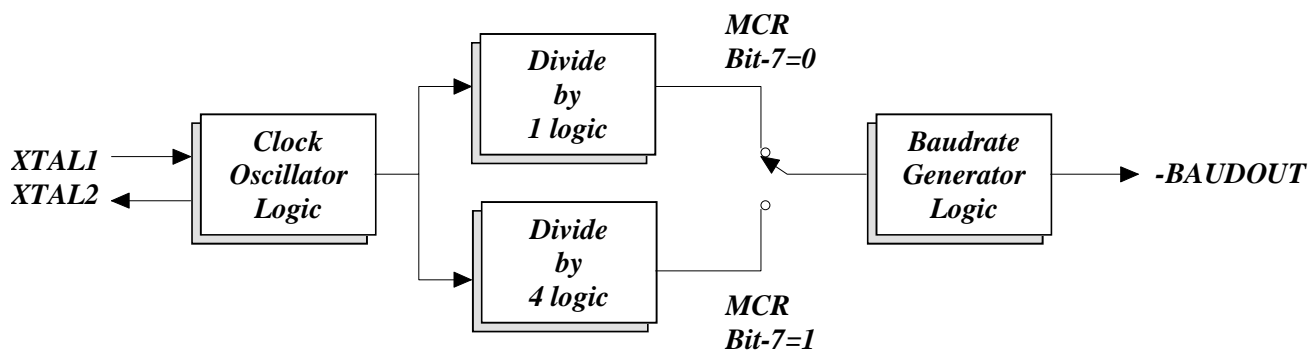 XTAL1
XTAL2
Clock
Oscillator
Logic
Divide
by
1 logic
Divide
by
4 logic
MCR
Bit-7=0
MCR
Bit-7=1
Baudrate
Generator
Logic
-BAUDOUT